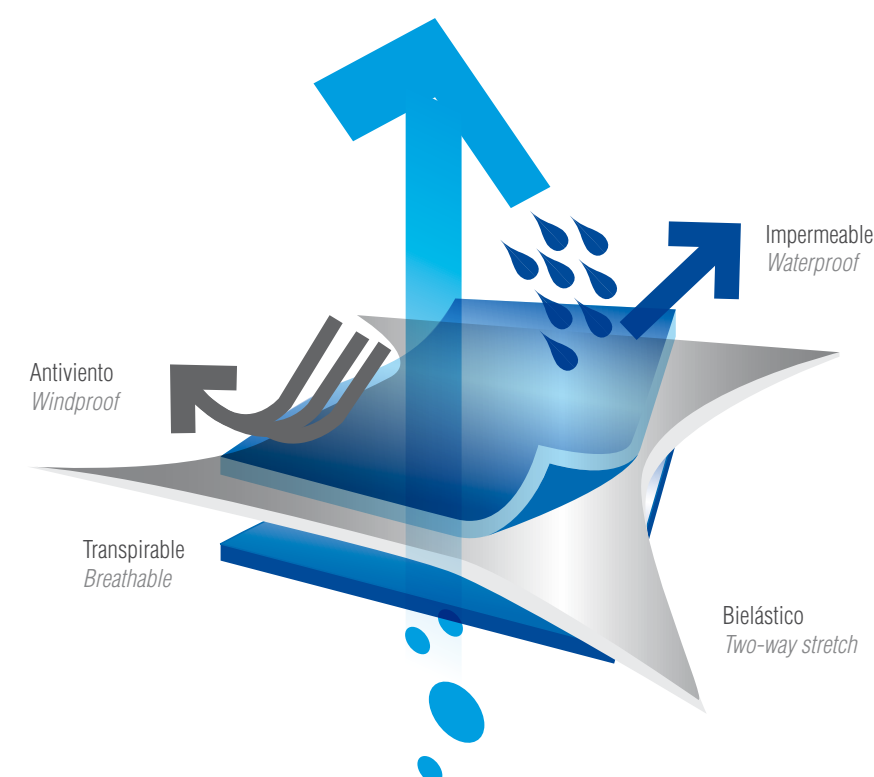 Impermeable
Waterproof
Antiviento
Windproof
Transpirable
Breathable
Bielástico
Two-way stretch